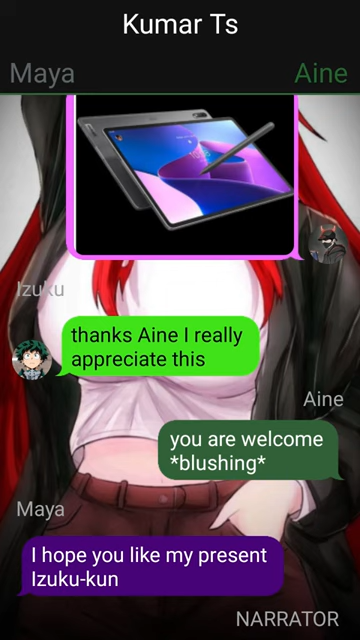 Kumar Ts
Maya
Aine
Izuku
thanks Aine I really
appreciate this
Aine
you are welcome
*blushing*
Maya
I hope you like my present
Izuku-kun
NARRATOR